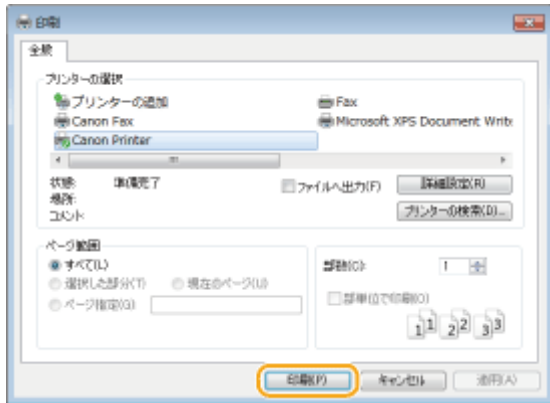 印刷
全般
プリンターの選択
プリンターの追加 Fax
Canon Fax Microsoft XPS Document Write
Canon Printer
状態: 準備完了 ファイルへ出力(F) 詳細設定(R)
場所:
コメント: プリンターの検索(D)...
ページ範囲
すべて(L) 部数(C): 1
選択した部分(T) 現在のページ(U)
ページ指定(G) 部単位で印刷(O)
11 22 33
印刷(P) キャンセル 適用(A)